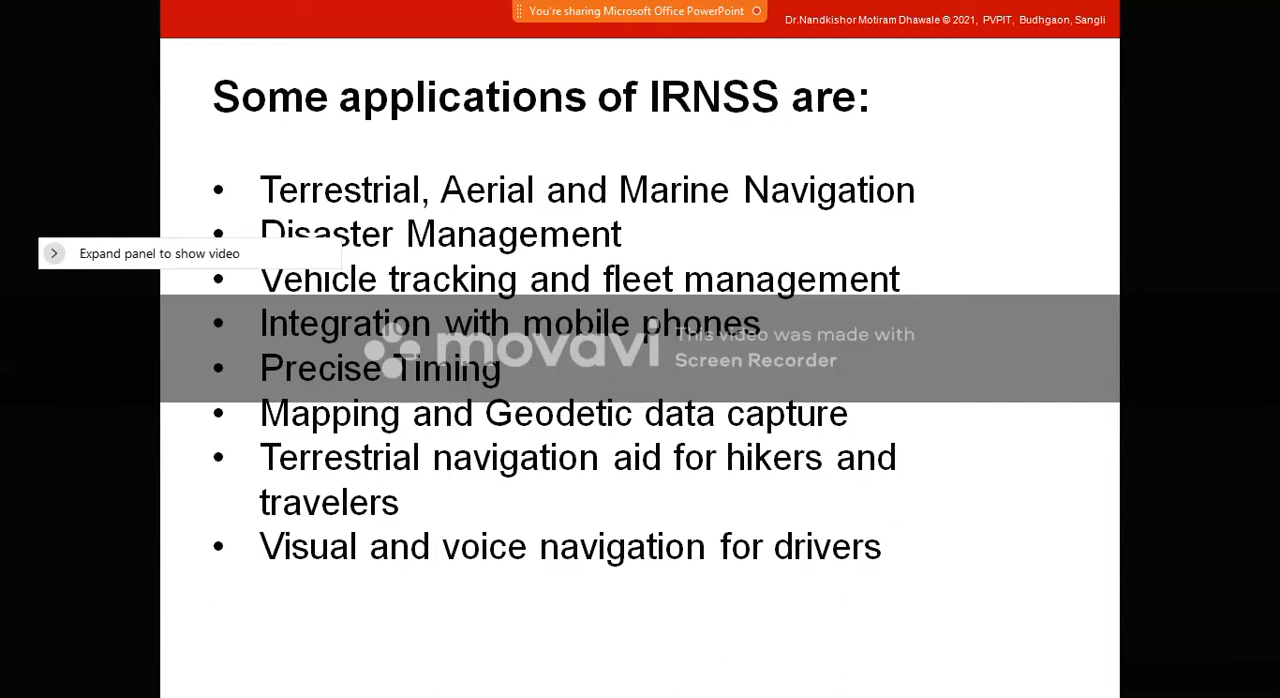 You're sharing Microsoft Office PowerPoint
Dr.Nandkishor Motiram Dhawale © 2021, PVPIT, Budhgaon, Sangli
Some applications of IRNSS are:
• Terrestrial, Aerial and Marine Navigation
• Disaster Management
Expand panel to show video
• Vehicle tracking and fleet management
• Integration with mobile phones
movavi
This video was made with
Screen Recorder
• Precise Timing
• Mapping and Geodetic data capture
• Terrestrial navigation aid for hikers and
travelers
• Visual and voice navigation for drivers